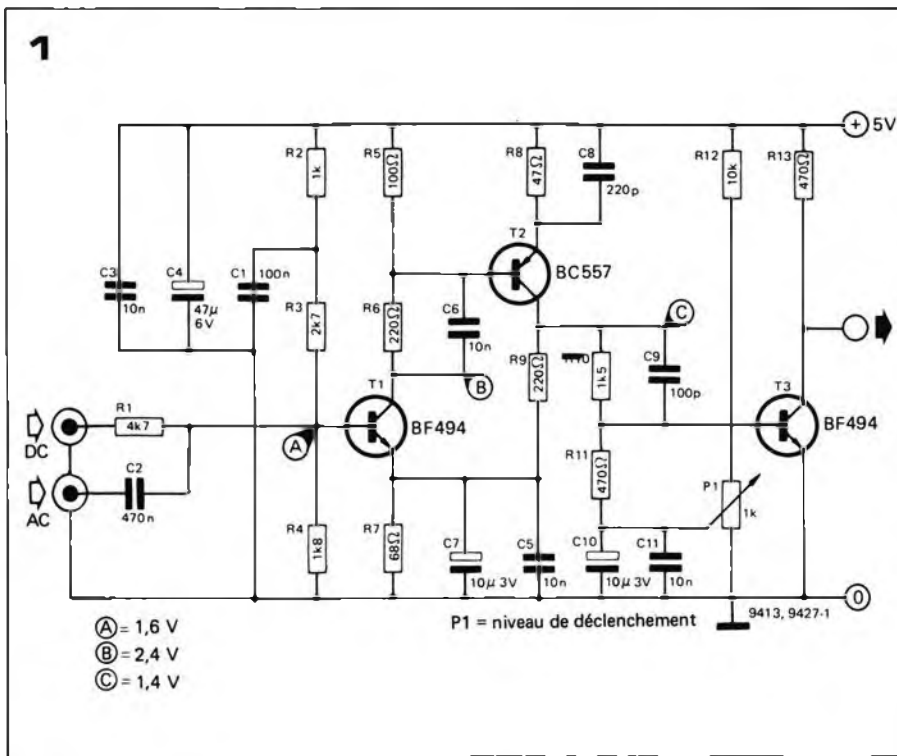 1
+ 5V
R2
1k
R5
100Ω
R8
47Ω
C8
220p
R12
10k
R13
470Ω
T2
BC557
C3
10n
C4
47µ
6V
C1
100n
R3
2k7
R6
220Ω
C6
10n
B
R9
220Ω
C
1k5
C9
100p
T3
BF494
DC
R1
4k7
A
T1
BF494
AC
C2
470n
R4
1k8
R7
68Ω
C7
10µ 3V
C5
10n
R11
470Ω
C10
10µ 3V
C11
10n
P1
1k
0
P1 = niveau de déclenchement
9413, 9427-1
A = 1,6 V
B = 2,4 V
C = 1,4 V